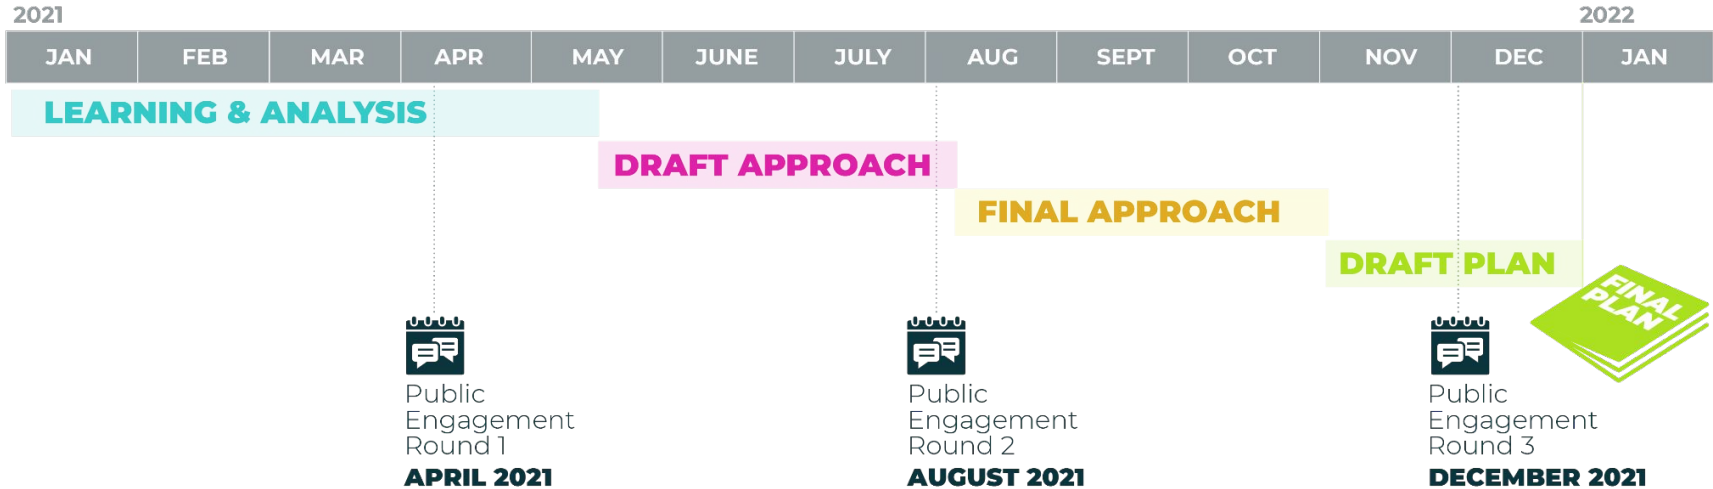 2021 2022
JAN FEB MAR APR MAY JUNE JULY AUG SEPT OCT NOV DEC JAN
LEARNING & ANALYSIS
DRAFT APPROACH
FINAL APPROACH
DRAFT PLAN
FINAL
PLAN
Public
Engagement
Round 1
APRIL 2021
Public
Engagement
Round 2
AUGUST 2021
Public
Engagement
Round 3
DECEMBER 2021